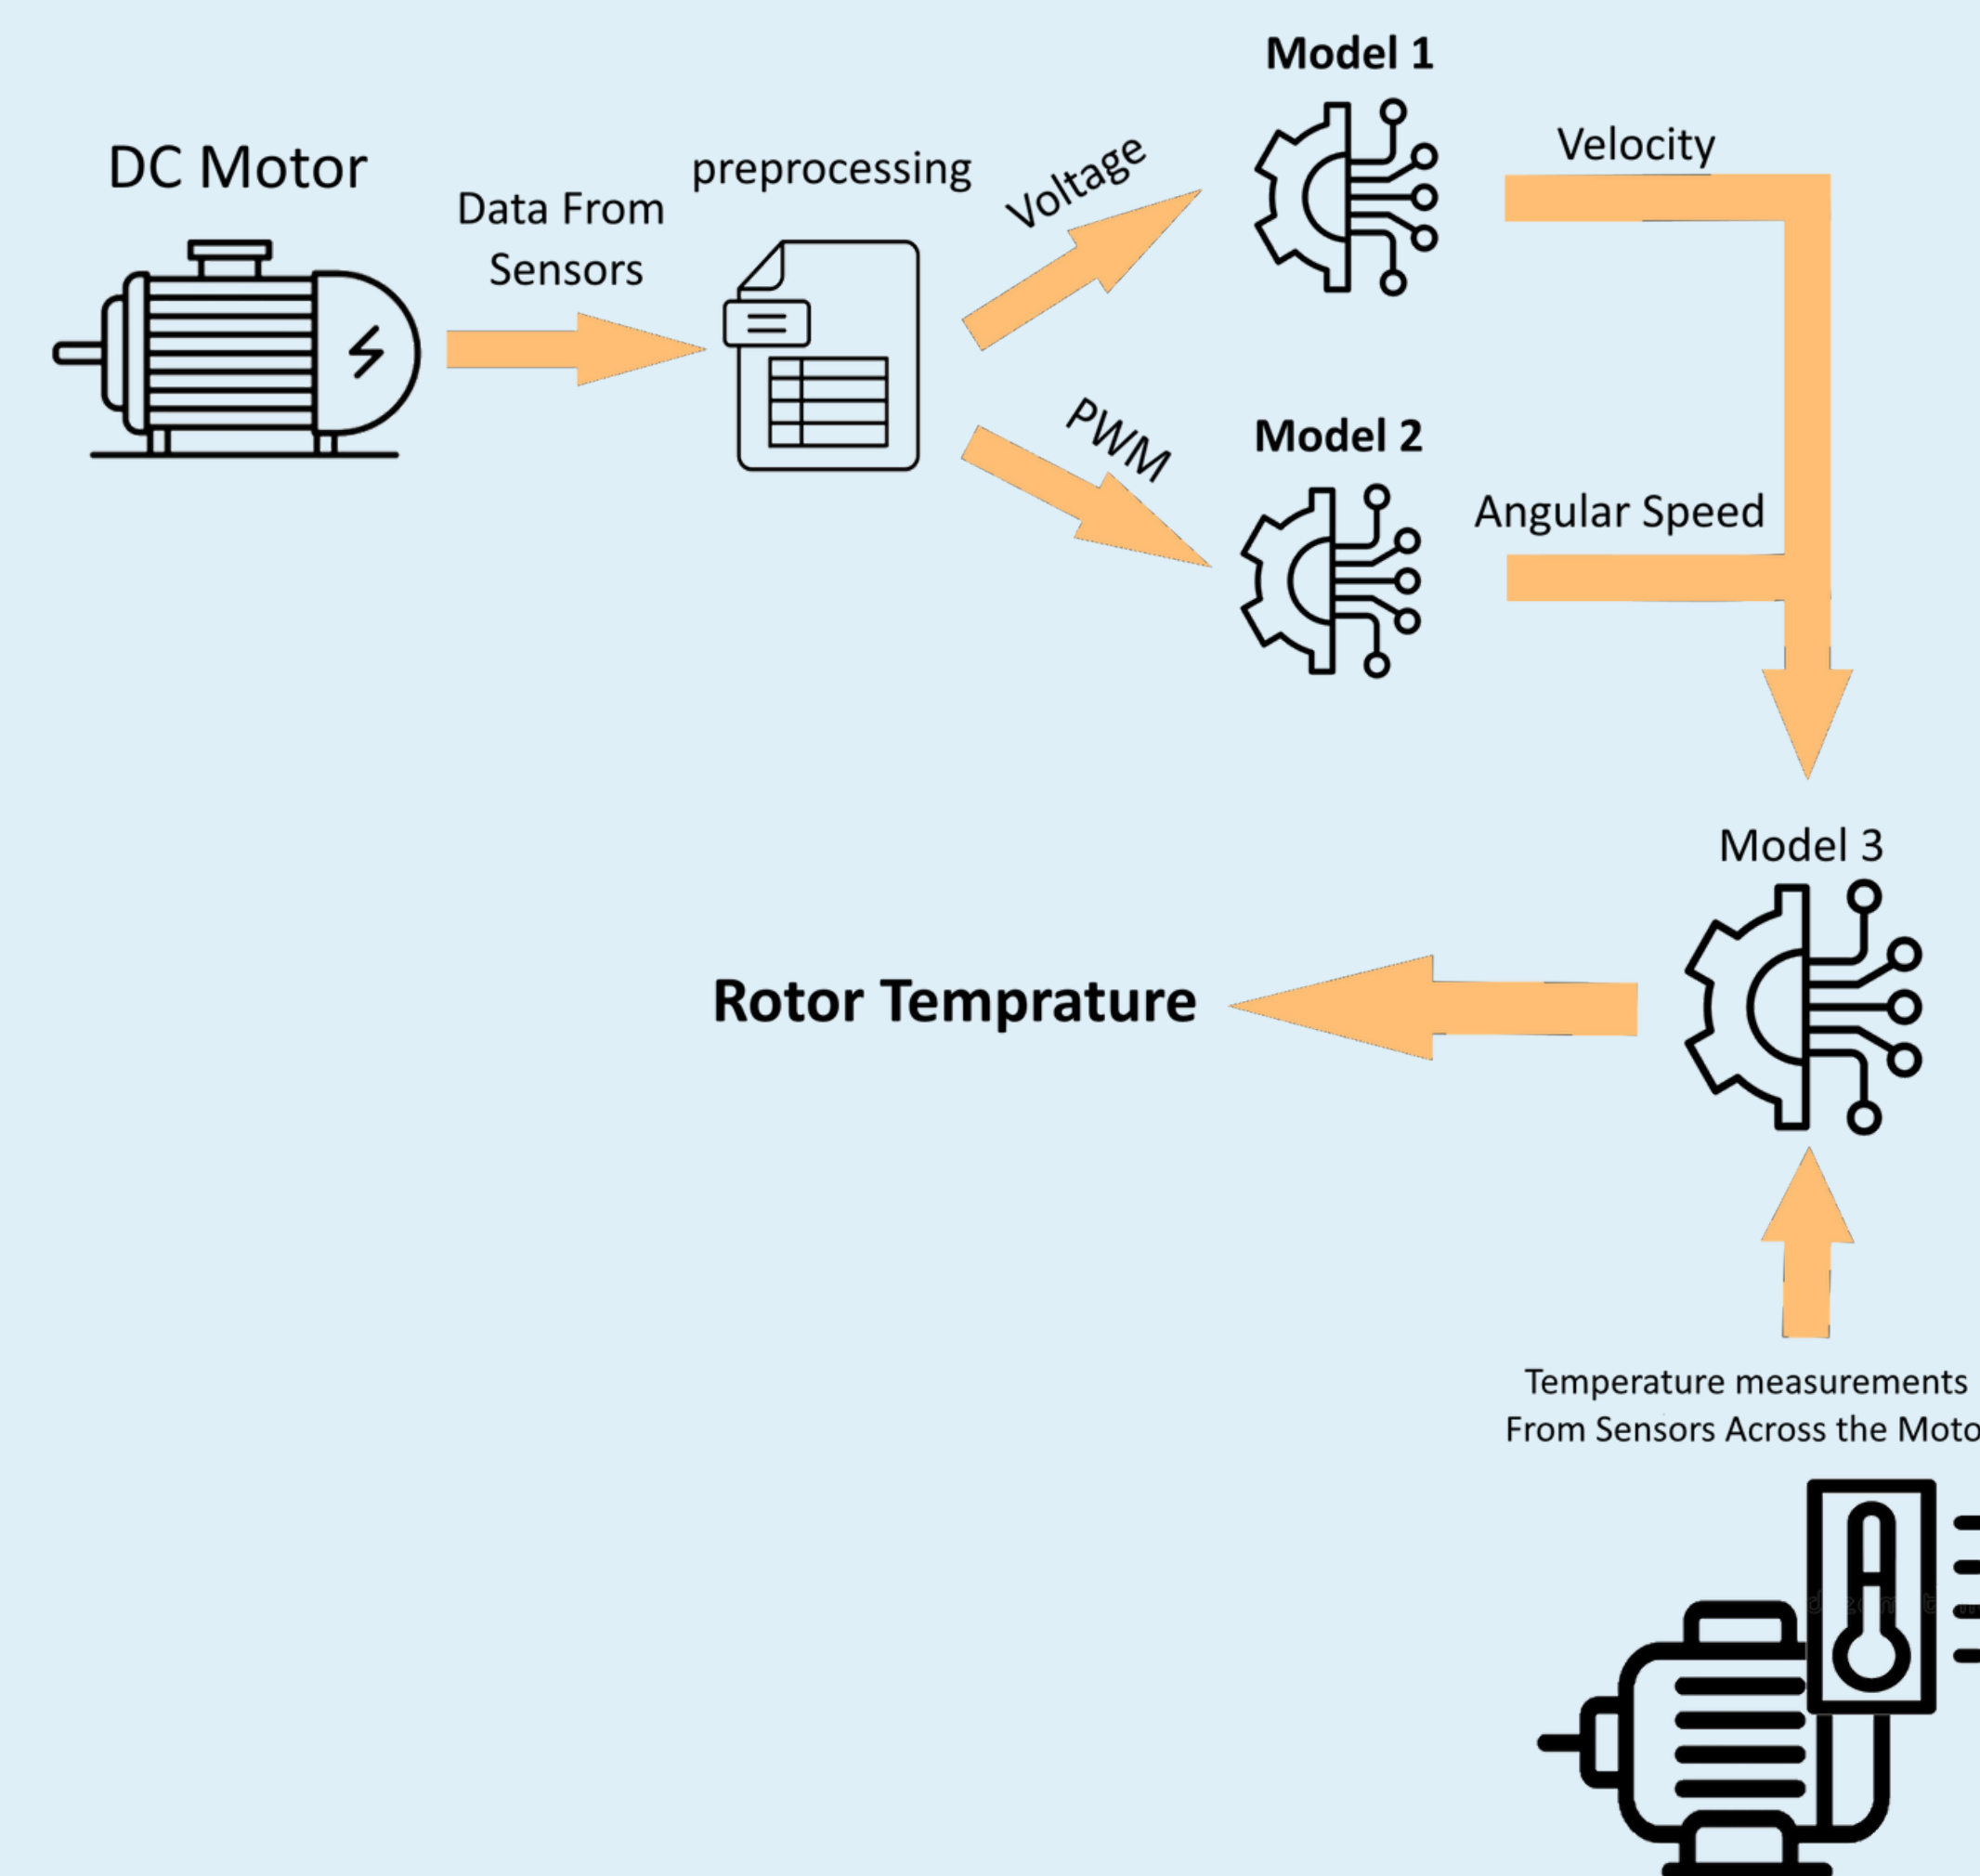 Model 1
DC Motor
Data From
Sensors
preprocessing
Voltage
Velocity
PWM
Model 2
Angular Speed
Model 3
Rotor Temprature
Temperature measurements
From Sensors Across the Moto